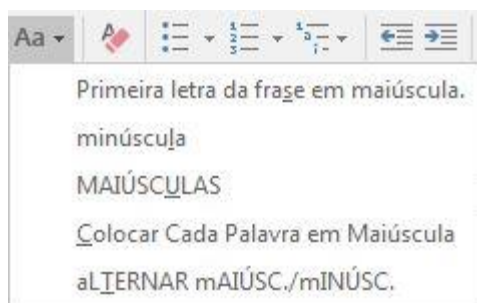 Aa
Primeira letra da frase em maiúscula.
minúscula
MAIÚSCULAS
Colocar Cada Palavra em Maiúscula
aLTERNAR mAIÚSC./mINÚSC.